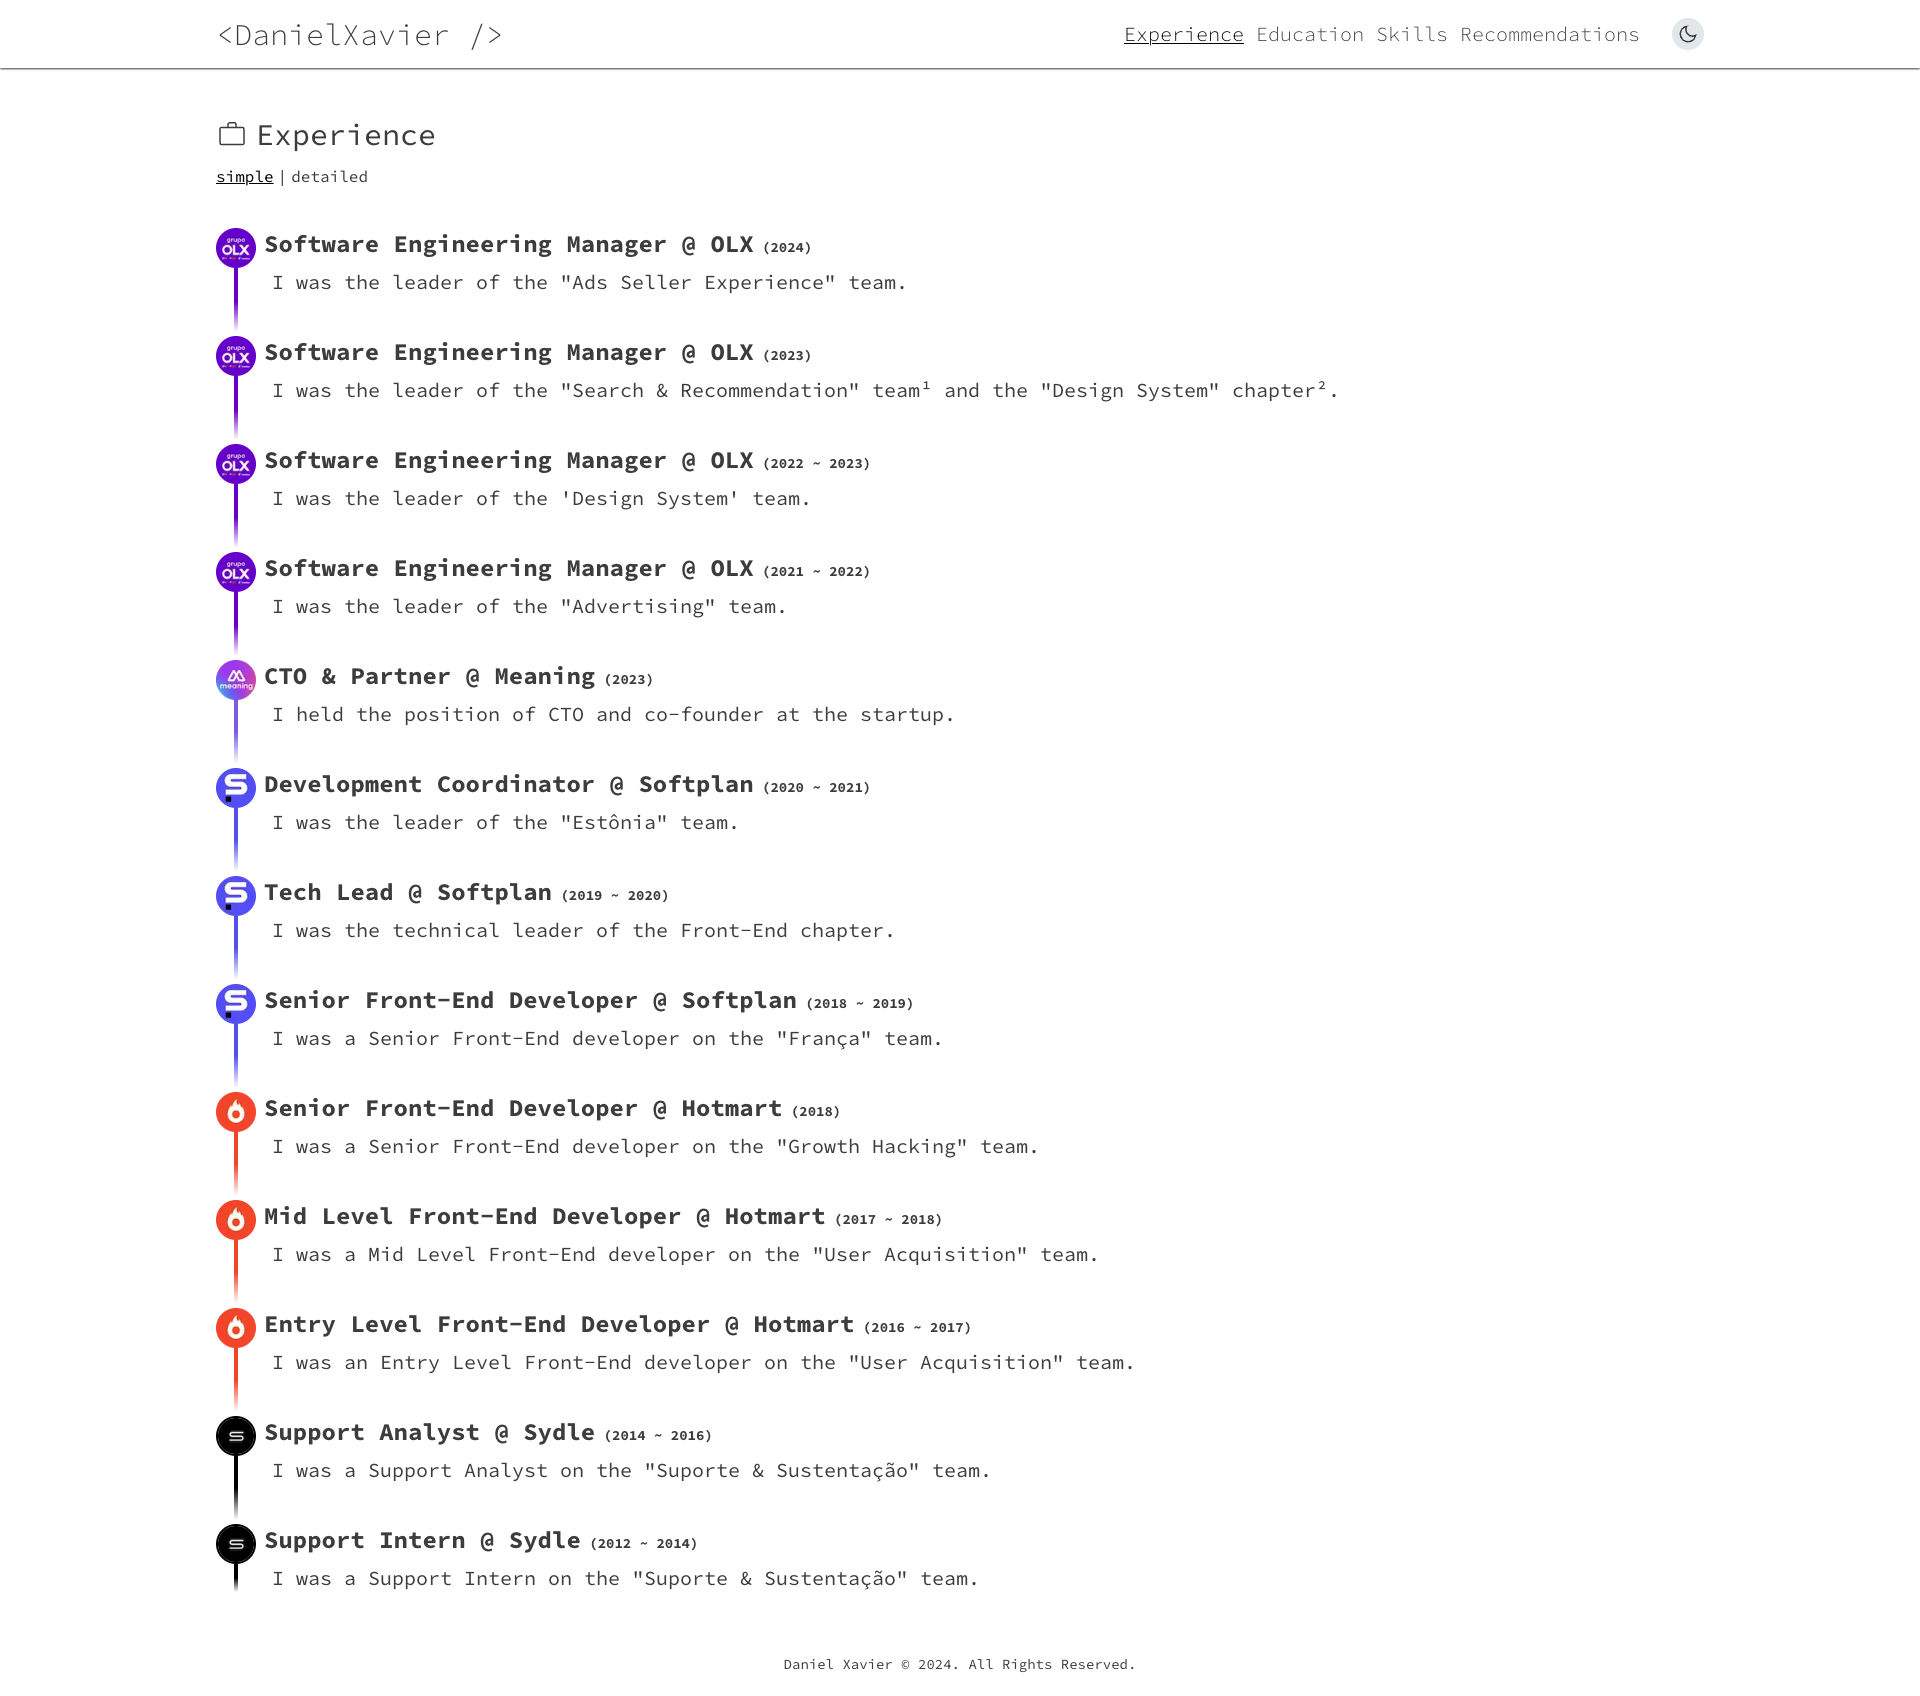 <DanielXavier />
Experience Education Skills Recommendations
Experience
simple | detailed
grupo
OLX
Software Engineering Manager @ OLX (2024)
I was the leader of the "Ads Seller Experience" team.
grupo
OLX
Software Engineering Manager @ OLX (2023)
I was the leader of the "Search & Recommendation" team¹ and the "Design System" chapter².
grupo
OLX
Software Engineering Manager @ OLX (2022 ~ 2023)
I was the leader of the 'Design System' team.
grupo
OLX
Software Engineering Manager @ OLX (2021 ~ 2022)
I was the leader of the "Advertising" team.
meaning
CTO & Partner @ Meaning (2023)
I held the position of CTO and co-founder at the startup.
Development Coordinator @ Softplan (2020 ~ 2021)
I was the leader of the "Estônia" team.
Tech Lead @ Softplan (2019 ~ 2020)
I was the technical leader of the Front-End chapter.
Senior Front-End Developer @ Softplan (2018 ~ 2019)
I was a Senior Front-End developer on the "França" team.
Senior Front-End Developer @ Hotmart (2018)
I was a Senior Front-End developer on the "Growth Hacking" team.
Mid Level Front-End Developer @ Hotmart (2017 ~ 2018)
I was a Mid Level Front-End developer on the "User Acquisition" team.
Entry Level Front-End Developer @ Hotmart (2016 ~ 2017)
I was an Entry Level Front-End developer on the "User Acquisition" team.
Support Analyst @ Sydle (2014 ~ 2016)
I was a Support Analyst on the "Suporte & Sustentação" team.
Support Intern @ Sydle (2012 ~ 2014)
I was a Support Intern on the "Suporte & Sustentação" team.
Daniel Xavier © 2024. All Rights Reserved.